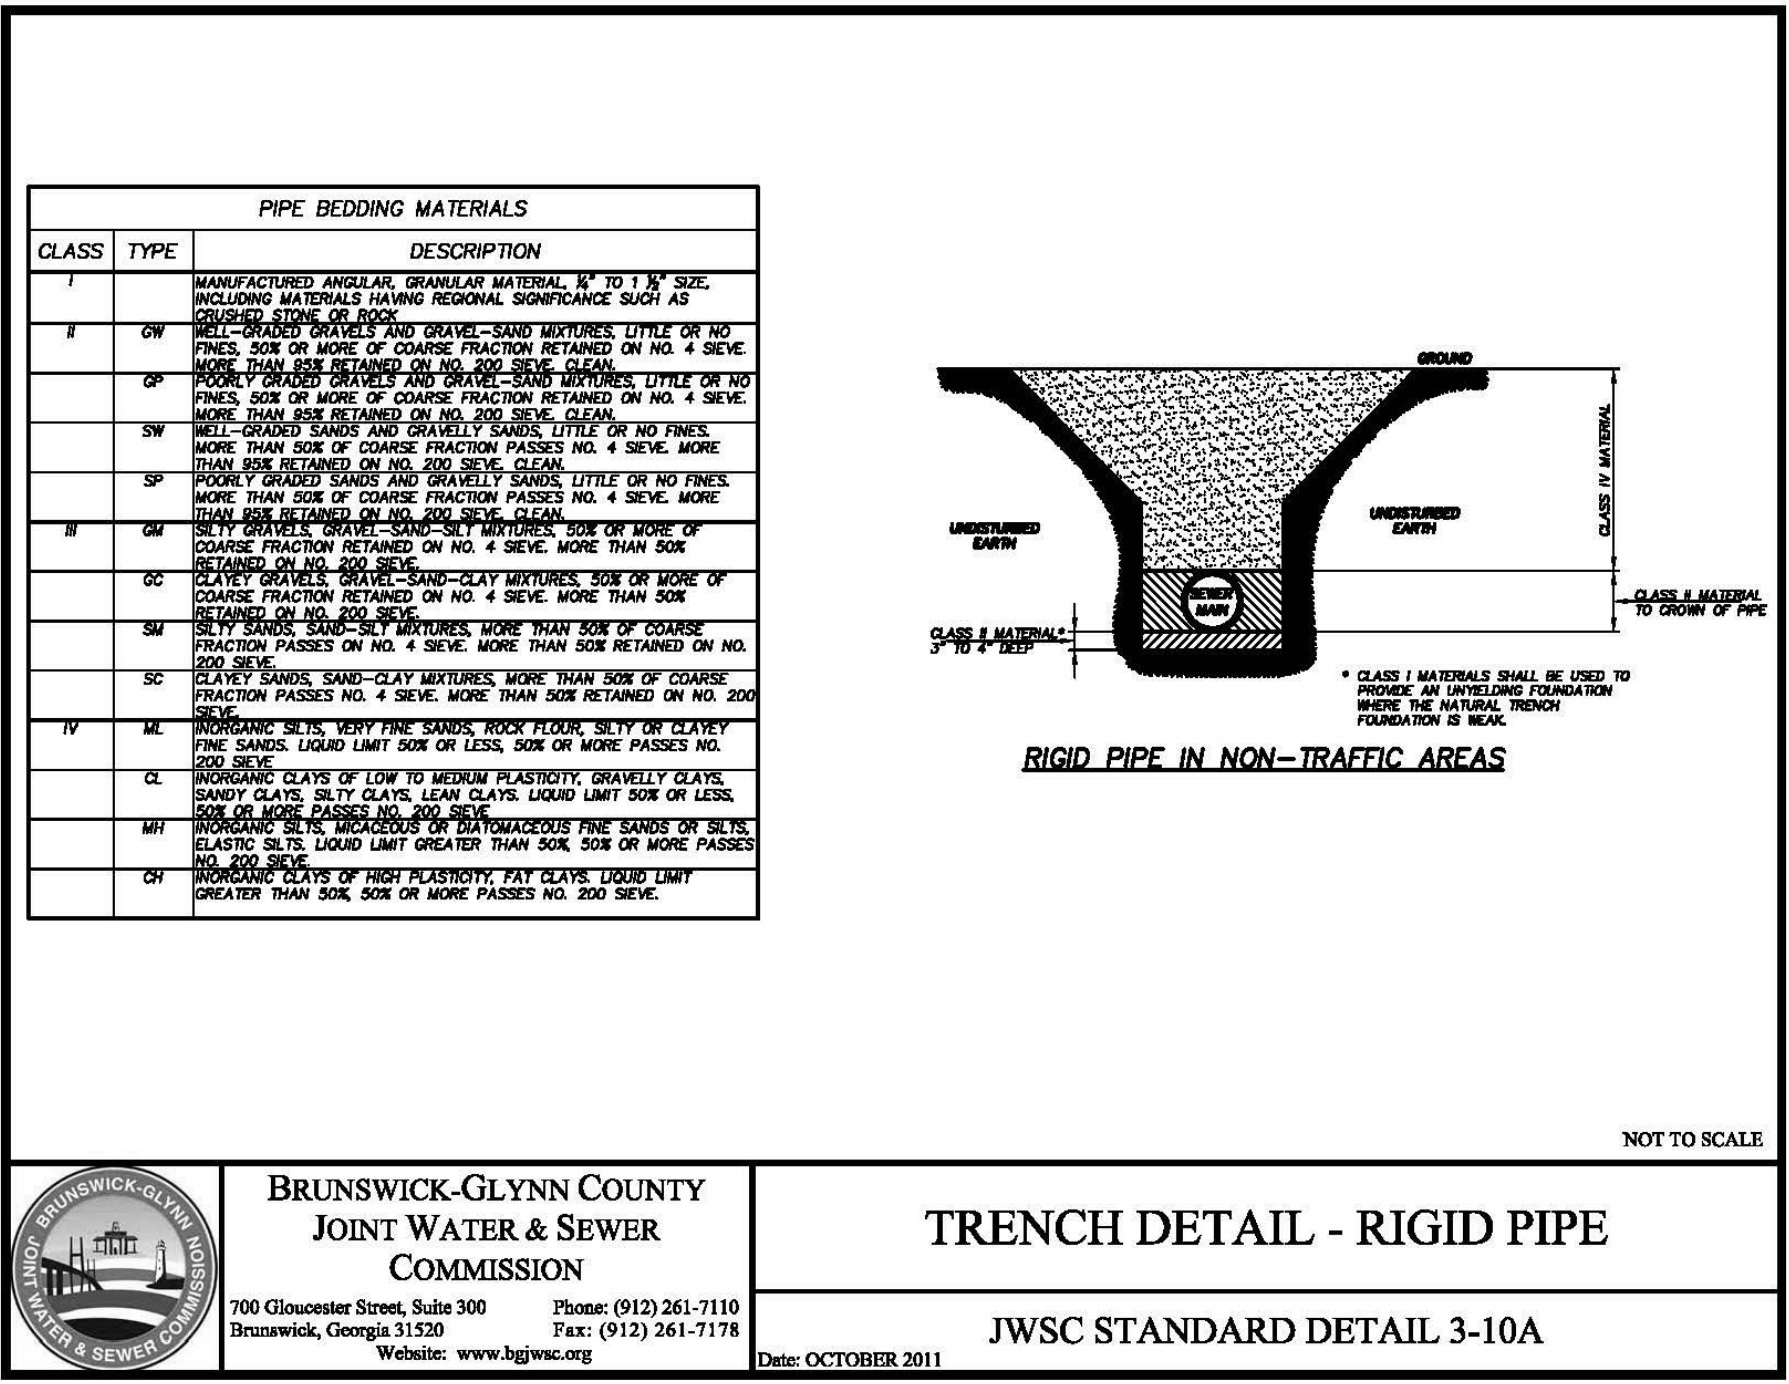 PIPE BEDDING MATERIALS
CLASS TYPE DESCRIPTION
I MANUFACTURED ANGULAR, GRANULAR MATERIAL, ¼" TO 1 ½" SIZE,
INCLUDING MATERIALS HAVING REGIONAL SIGNIFICANCE SUCH AS
CRUSHED STONE OR ROCK
II GW WELL-GRADED GRAVELS AND GRAVEL-SAND MIXTURES, LITTLE OR NO
FINES, 50% OR MORE OF COARSE FRACTION RETAINED ON NO. 4 SIEVE.
MORE THAN 95% RETAINED ON NO. 200 SIEVE. CLEAN.
GP POORLY GRADED GRAVELS AND GRAVEL-SAND MIXTURES, LITTLE OR NO
FINES, 50% OR MORE OF COARSE FRACTION RETAINED ON NO. 4 SIEVE.
MORE THAN 95% RETAINED ON NO. 200 SIEVE. CLEAN.
SW WELL-GRADED SANDS AND GRAVELLY SANDS, LITTLE OR NO FINES.
MORE THAN 50% OF COARSE FRACTION PASSES NO. 4 SIEVE. MORE
THAN 95% RETAINED ON NO. 200 SIEVE. CLEAN.
SP POORLY GRADED SANDS AND GRAVELLY SANDS, LITTLE OR NO FINES.
MORE THAN 50% OF COARSE FRACTION PASSES NO. 4 SIEVE. MORE
THAN 95% RETAINED ON NO. 200 SIEVE. CLEAN.
III GM SILTY GRAVELS, GRAVEL-SAND-SILT MIXTURES, 50% OR MORE OF
COARSE FRACTION RETAINED ON NO. 4 SIEVE. MORE THAN 50%
RETAINED ON NO. 200 SIEVE.
GC CLAYEY GRAVELS, GRAVEL-SAND-CLAY MIXTURES, 50% OR MORE OF
COARSE FRACTION RETAINED ON NO. 4 SIEVE. MORE THAN 50%
RETAINED ON NO. 200 SIEVE.
SM SILTY SANDS, SAND-SILT MIXTURES, MORE THAN 50% OF COARSE
FRACTION PASSES ON NO. 4 SIEVE. MORE THAN 50% RETAINED ON NO.
200 SIEVE.
SC CLAYEY SANDS, SAND-CLAY MIXTURES, MORE THAN 50% OF COARSE
FRACTION PASSES NO. 4 SIEVE. MORE THAN 50% RETAINED ON NO. 200
SIEVE.
IV ML INORGANIC SILTS, VERY FINE SANDS, ROCK FLOUR, SILTY OR CLAYEY
FINE SANDS. LIQUID LIMIT 50% OR LESS, 50% OR MORE PASSES NO.
200 SIEVE
CL INORGANIC CLAYS OF LOW TO MEDIUM PLASTICITY, GRAVELLY CLAYS,
SANDY CLAYS, SILTY CLAYS, LEAN CLAYS. LIQUID LIMIT 50% OR LESS,
50% OR MORE PASSES NO. 200 SIEVE
MH INORGANIC SILTS, MICACEOUS OR DIATOMACEOUS FINE SANDS OR SILTS,
ELASTIC SILTS. LIQUID LIMIT GREATER THAN 50%, 50% OR MORE PASSES
NO. 200 SIEVE.
CH INORGANIC CLAYS OF HIGH PLASTICITY, FAT CLAYS. LIQUID LIMIT
GREATER THAN 50%, 50% OR MORE PASSES NO. 200 SIEVE.
GROUND
CLASS IV MATERIAL
UNDISTURBED
EARTH
UNDISTURBED
EARTH
SEWER
MAIN
CLASS II MATERIAL
TO CROWN OF PIPE
CLASS II MATERIAL*
3" TO 4" DEEP
* CLASS I MATERIALS SHALL BE USED TO
PROVIDE AN UNYIELDING FOUNDATION
WHERE THE NATURAL TRENCH
FOUNDATION IS WEAK.
RIGID PIPE IN NON-TRAFFIC AREAS
NOT TO SCALE
BRUNSWICK-GLYNN COUNTY
JOINT WATER & SEWER
COMMISSION
700 Gloucester Street, Suite 300 Phone: (912) 261-7110
Brunswick, Georgia 31520 Fax: (912) 261-7178
Website: www.bgjwsc.org
BRUNSWICK-GLYNN
JOINT WATER & SEWER COMMISSION
TRENCH DETAIL - RIGID PIPE
JWSC STANDARD DETAIL 3-10A
Date: OCTOBER 2011